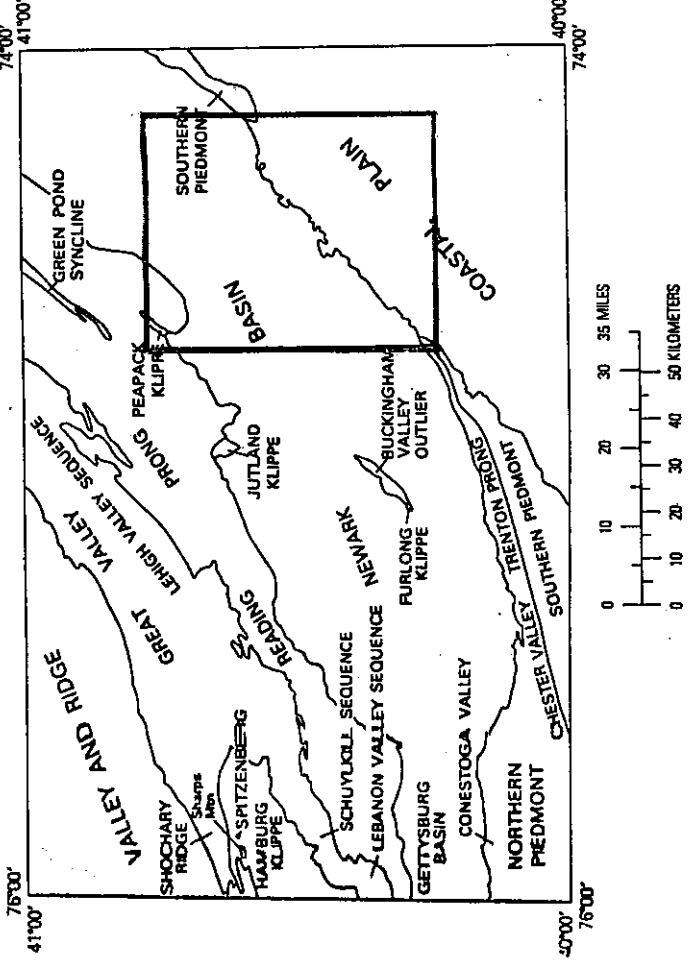 76°00'
74°00'
41°00'
41°00'
VALLEY AND RIDGE
GREAT
VALLEY
LEHIGH VALLEY SEQUENCE
GREEN POND
SYNCLINE
READING
PRONG
PEAPACK
KLIPPE
SOUTHERN
PIEDMONT
SHOCHARY
RIDGE
Sharps
Mtn
SPITZENBERG
HAMBURG
KLIPPE
JUTLAND
KLIPPE
SCHUYLKILL SEQUENCE
LEBANON VALLEY SEQUENCE
NEWARK
BASIN
FURLONG
KLIPPE
BUCKINGHAM
VALLEY
OUTLIER
GETTYSBURG
BASIN
CONESTOGA VALLEY
NORTHERN
PIEDMONT
CHESTER VALLEY
TRENTON PRONG
SOUTHERN PIEDMONT
COASTAL
PLAIN
40°00'
76°00'
40°00'
74°00'
0 10 20 30 35 MILES
0 10 20 30 40 50 KILOMETERS